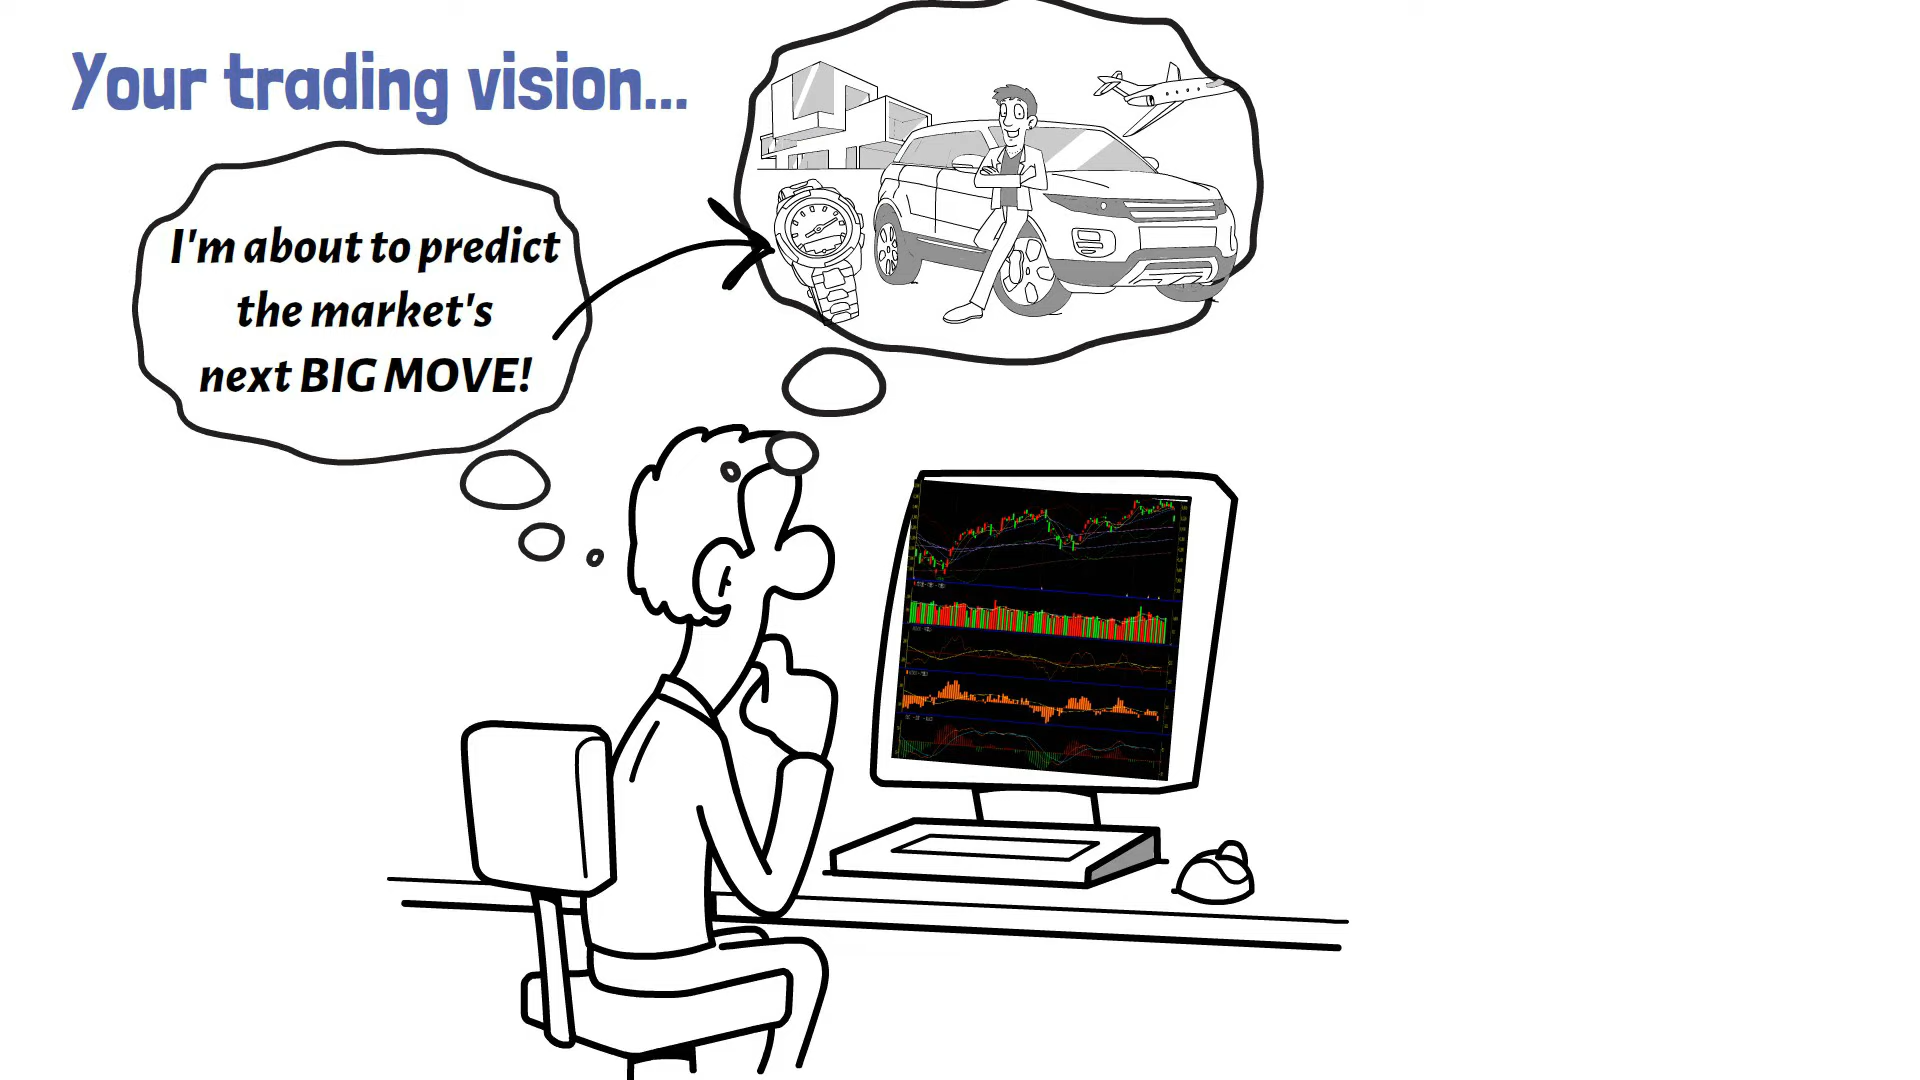 Your trading vision...
I'm about to predict
the market's
next BIG MOVE!